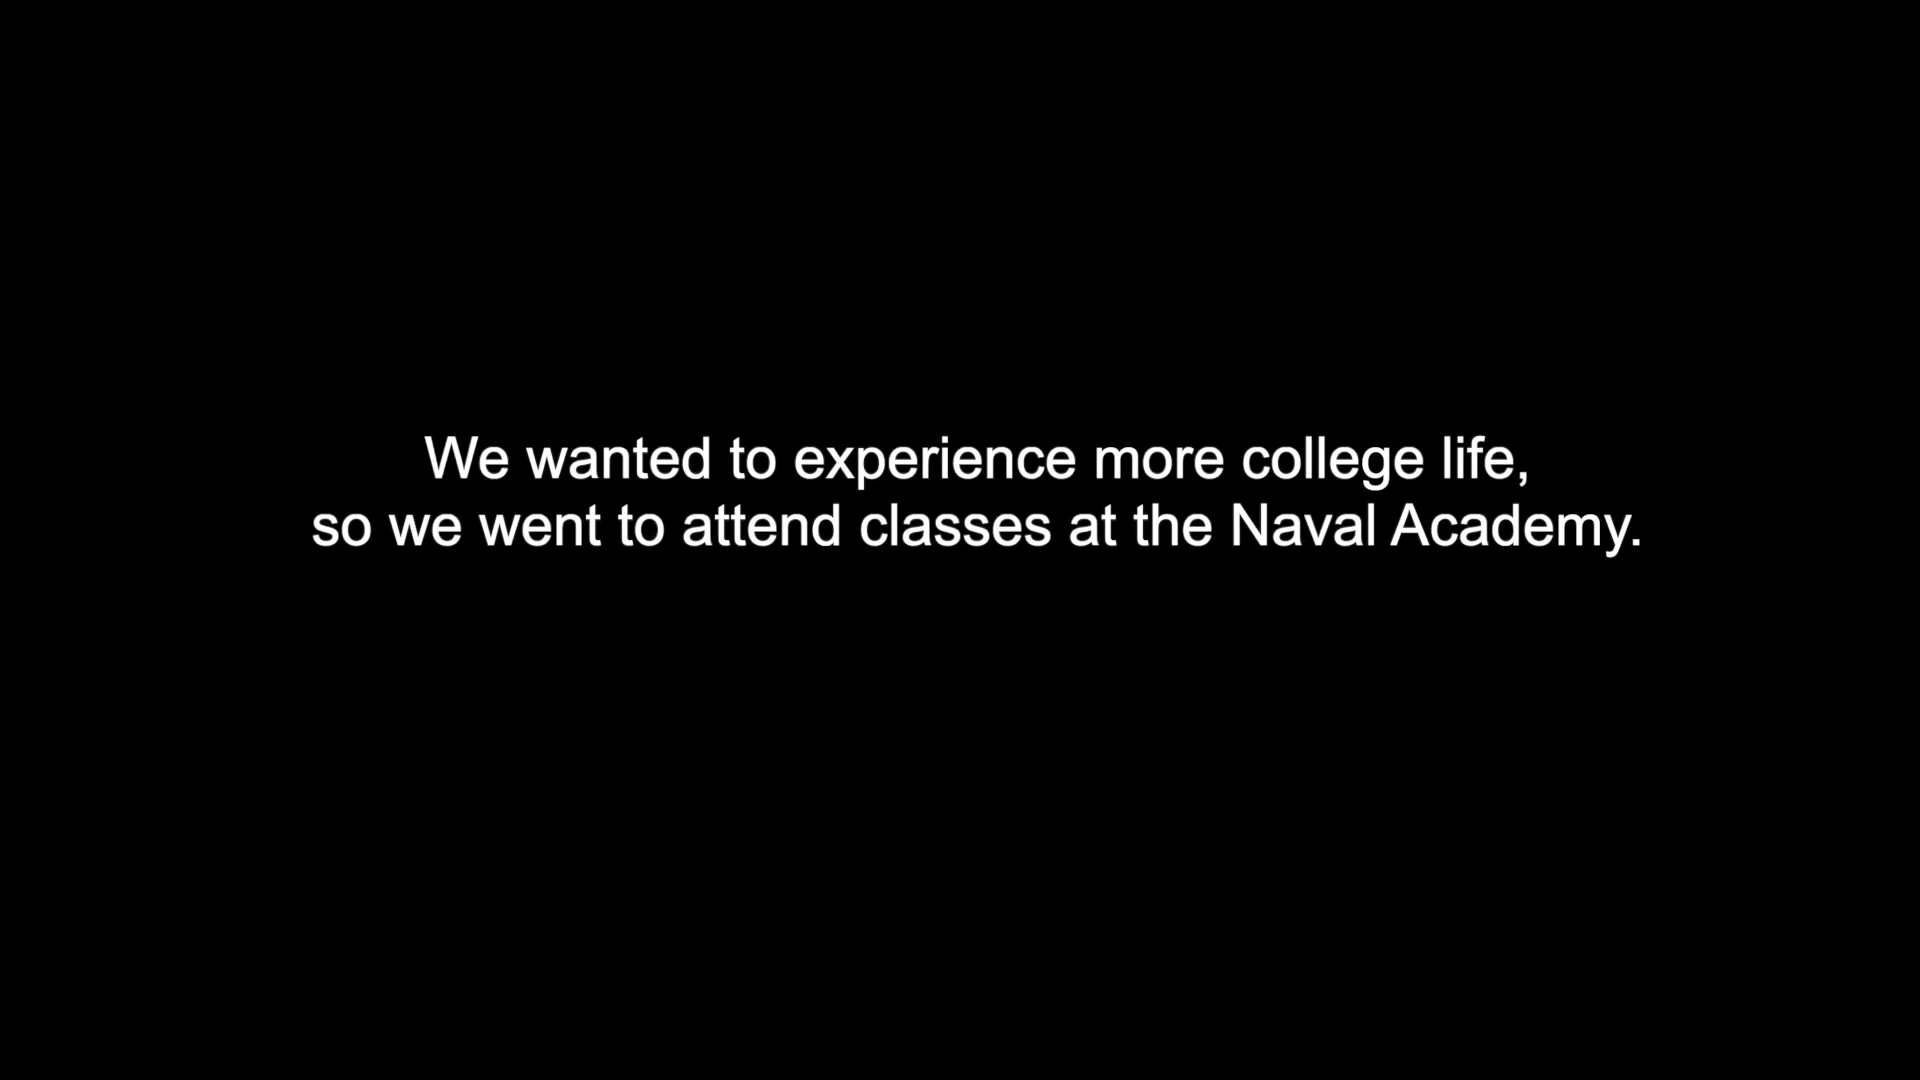 We wanted to experience more college life,
so we went to attend classes at the Naval Academy.